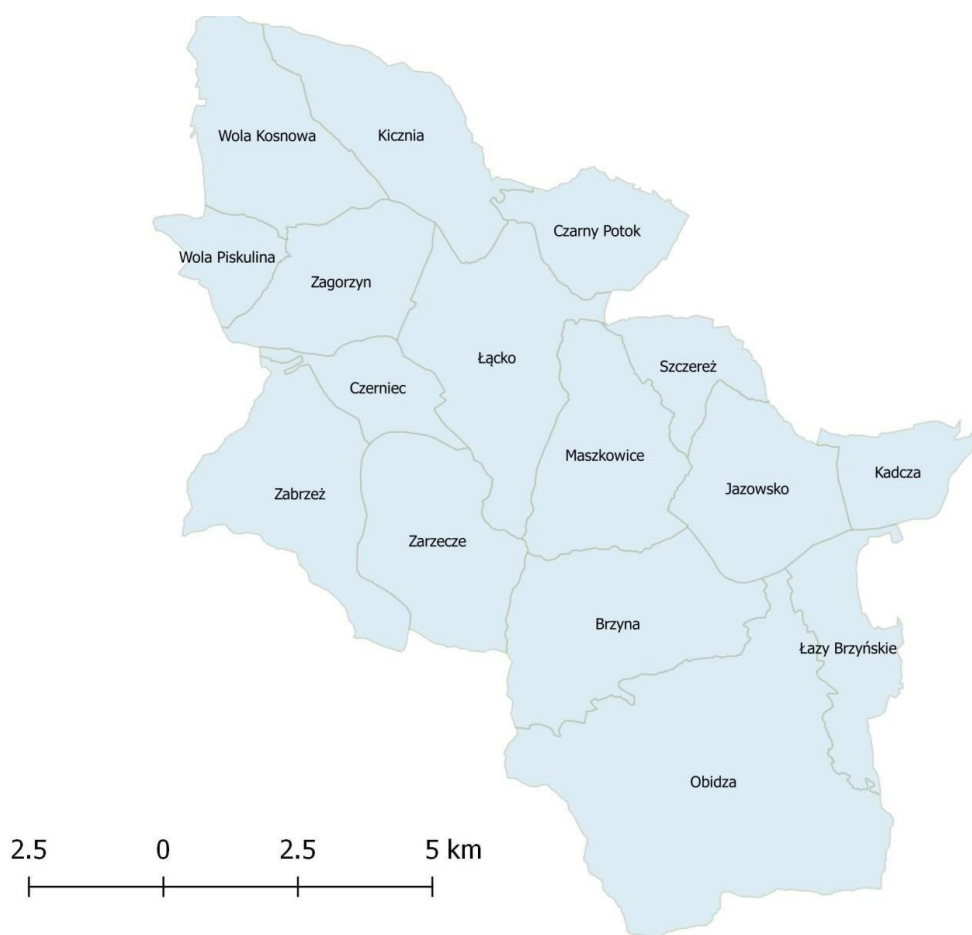 Wola Kosnowa
Kicznia
Czarny Potok
Wola Piskulina
Zagorzyn
Łącko
Szczereż
Czerniec
Maszkowice
Kadcza
Jazowsko
Zabrzeż
Zarzecze
Brzyna
Łazy Brzyńskie
Obidza
2.5 0 2.5 5 km